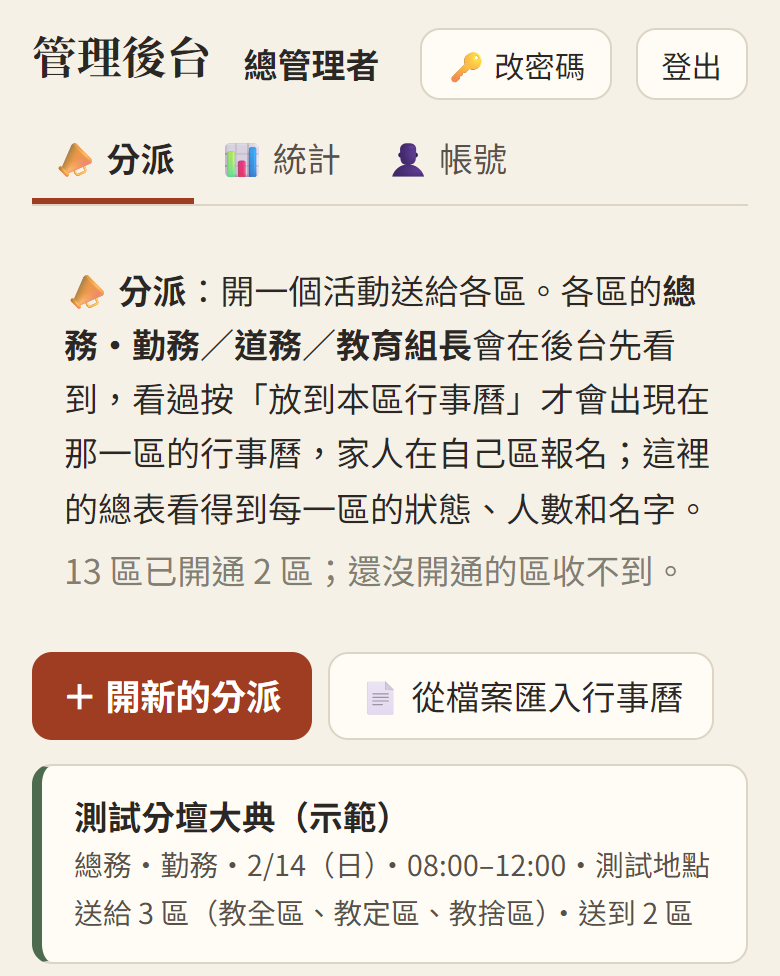 管理後台 總管理者 🔑 改密碼 登出
📣 分派 📊 統計 👤 帳號
📣 分派：開一個活動送給各區。各區的總
務・勤務／道務／教育組長會在後台先看
到，看過按「放到本區行事曆」才會出現在
那一區的行事曆，家人在自己區報名；這裡
的總表看得到每一區的狀態、人數和名字。
13 區已開通 2 區；還沒開通的區收不到。
＋ 開新的分派 📄 從檔案匯入行事曆
測試分壇大典（示範）
總務・勤務・2/14（日）・08:00–12:00・測試地點
送給 3 區（教全區、教定區、教捨區）・送到 2 區